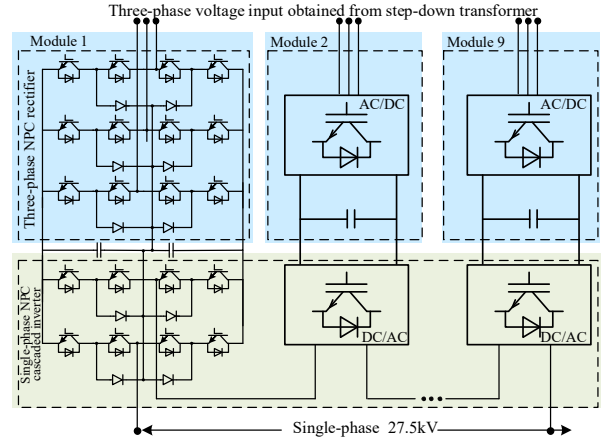 Three-phase voltage input obtained from step-down transformer
Module 1
Module 2
Module 9
Three-phase NPC rectifier
AC/DC
AC/DC
Single-phase NPC
cascaded inverter
DC/AC
DC/AC
Single-phase 27.5kV